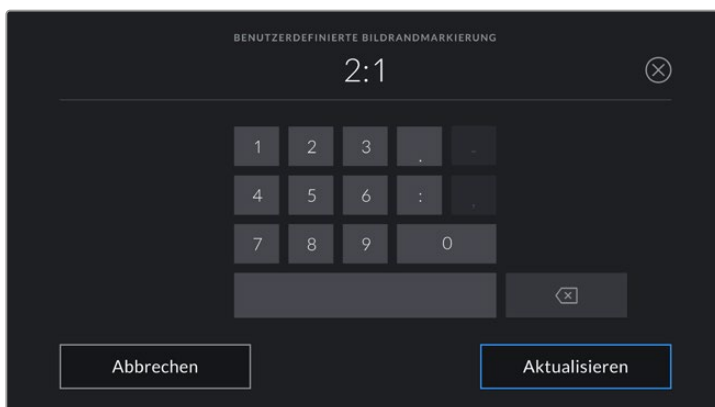 BENUTZERDEFINIERTE BILDRANDMARKIERUNG
2:1
1 2 3 . -
4 5 6 : ,
7 8 9 0
Abbrechen Aktualisieren